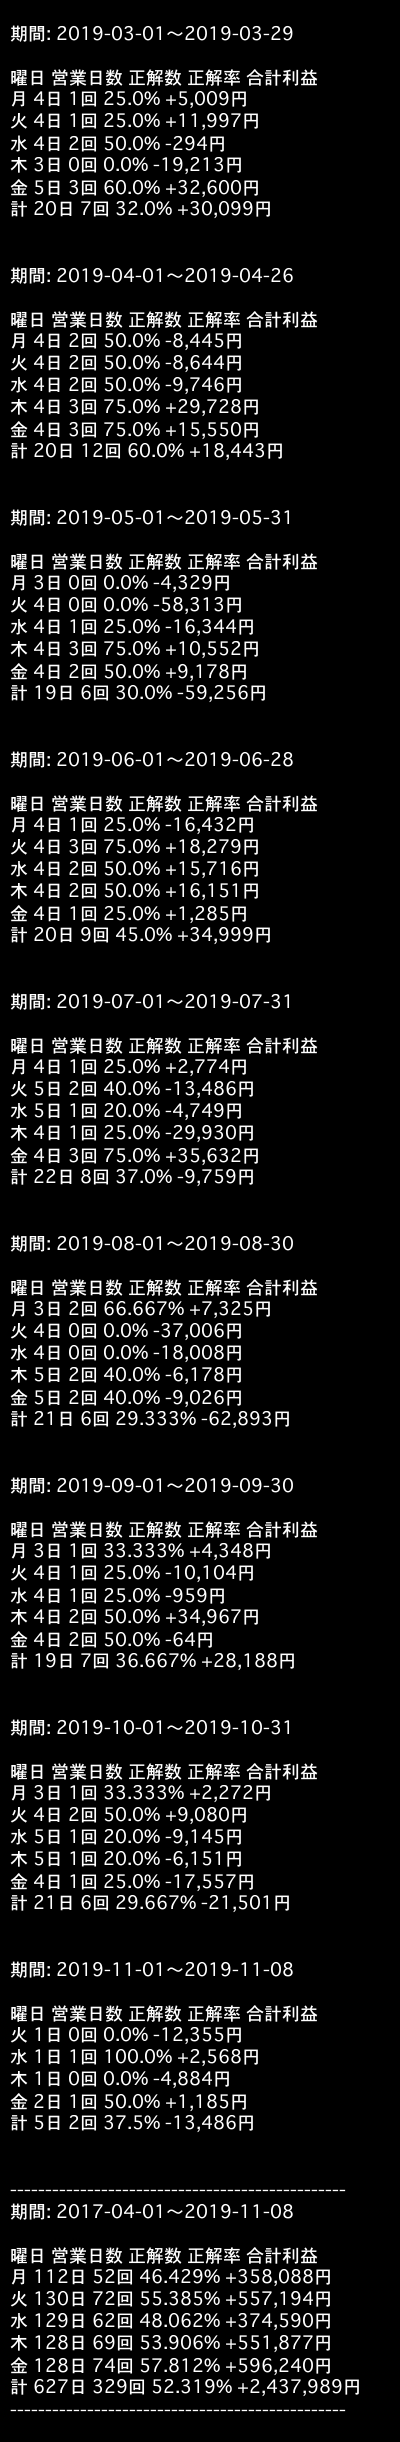 期間: 2019-03-01〜2019-03-29
曜日 営業日数 正解数 正解率 合計利益
月 4日 1回 25.0% +5,009円
火 4日 1回 25.0% +11,997円
水 4日 2回 50.0% -294円
木 3日 0回 0.0% -19,213円
金 5日 3回 60.0% +32,600円
計 20日 7回 32.0% +30,099円
期間: 2019-04-01〜2019-04-26
曜日 営業日数 正解数 正解率 合計利益
月 4日 2回 50.0% -8,445円
火 4日 2回 50.0% -8,644円
水 4日 2回 50.0% -9,746円
木 4日 3回 75.0% +29,728円
金 4日 3回 75.0% +15,550円
計 20日 12回 60.0% +18,443円
期間: 2019-05-01〜2019-05-31
曜日 営業日数 正解数 正解率 合計利益
月 3日 0回 0.0% -4,329円
火 4日 0回 0.0% -58,313円
水 4日 1回 25.0% -16,344円
木 4日 3回 75.0% +10,552円
金 4日 2回 50.0% +9,178円
計 19日 6回 30.0% -59,256円
期間: 2019-06-01〜2019-06-28
曜日 営業日数 正解数 正解率 合計利益
月 4日 1回 25.0% -16,432円
火 4日 3回 75.0% +18,279円
水 4日 2回 50.0% +15,716円
木 4日 2回 50.0% +16,151円
金 4日 1回 25.0% +1,285円
計 20日 9回 45.0% +34,999円
期間: 2019-07-01〜2019-07-31
曜日 営業日数 正解数 正解率 合計利益
月 4日 1回 25.0% +2,774円
火 5日 2回 40.0% -13,486円
水 5日 1回 20.0% -4,749円
木 4日 1回 25.0% -29,930円
金 4日 3回 75.0% +35,632円
計 22日 8回 37.0% -9,759円
期間: 2019-08-01〜2019-08-30
曜日 営業日数 正解数 正解率 合計利益
月 3日 2回 66.667% +7,325円
火 4日 0回 0.0% -37,006円
水 4日 0回 0.0% -18,008円
木 5日 2回 40.0% -6,178円
金 5日 2回 40.0% -9,026円
計 21日 6回 29.333% -62,893円
期間: 2019-09-01〜2019-09-30
曜日 営業日数 正解数 正解率 合計利益
月 3日 1回 33.333% +4,348円
火 4日 1回 25.0% -10,104円
水 4日 1回 25.0% -959円
木 4日 2回 50.0% +34,967円
金 4日 2回 50.0% -64円
計 19日 7回 36.667% +28,188円
期間: 2019-10-01〜2019-10-31
曜日 営業日数 正解数 正解率 合計利益
月 3日 1回 33.333% +2,272円
火 4日 2回 50.0% +9,080円
水 5日 1回 20.0% -9,145円
木 5日 1回 20.0% -6,151円
金 4日 1回 25.0% -17,557円
計 21日 6回 29.667% -21,501円
期間: 2019-11-01〜2019-11-08
曜日 営業日数 正解数 正解率 合計利益
火 1日 0回 0.0% -12,355円
水 1日 1回 100.0% +2,568円
木 1日 0回 0.0% -4,884円
金 2日 1回 50.0% +1,185円
計 5日 2回 37.5% -13,486円
------------------------------------------------
期間: 2017-04-01〜2019-11-08
曜日 営業日数 正解数 正解率 合計利益
月 112日 52回 46.429% +358,088円
火 130日 72回 55.385% +557,194円
水 129日 62回 48.062% +374,590円
木 128日 69回 53.906% +551,877円
金 128日 74回 57.812% +596,240円
計 627日 329回 52.319% +2,437,989円
------------------------------------------------